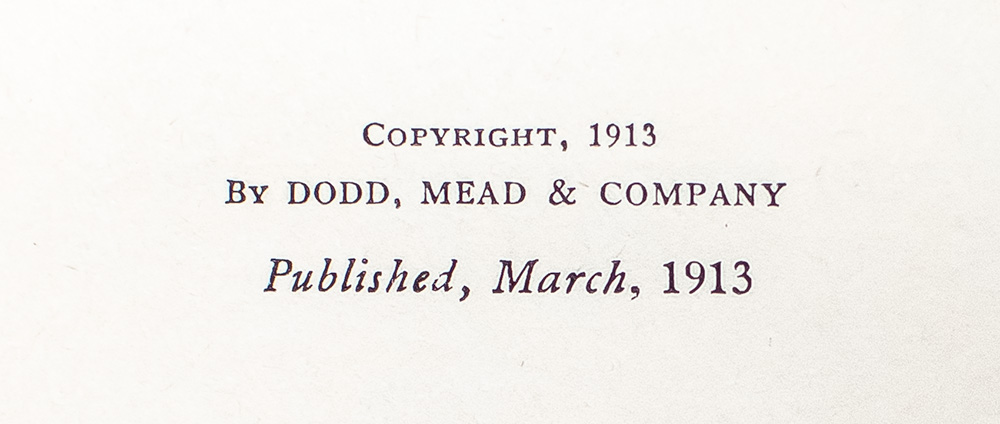 COPYRIGHT, 1913
BY DODD, MEAD & COMPANY
Published, March, 1913